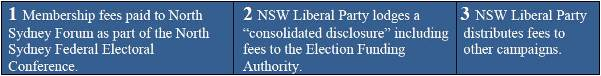 1 Membership fees paid to North
Sydney Forum as part of the North
Sydney Federal Electoral
Conference.
2 NSW Liberal Party lodges a
“consolidated disclosure” including
fees to the Election Funding
Authority.
3 NSW Liberal Party
distributes fees to
other campaigns.